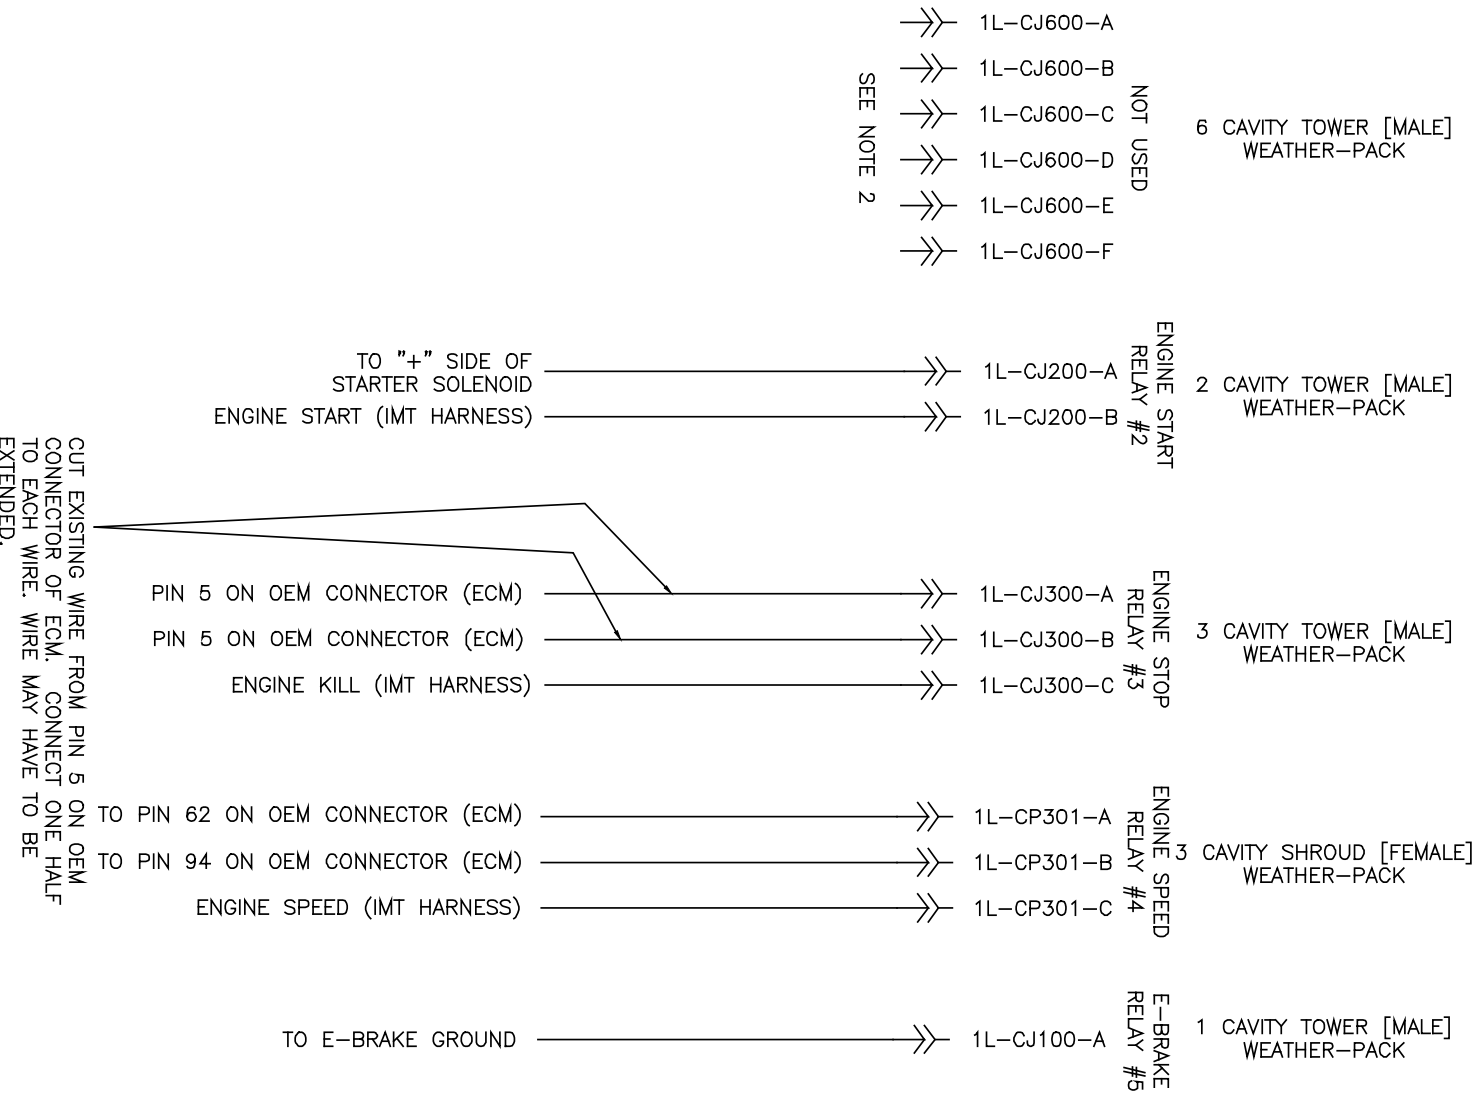 1L-CJ600-A
1L-CJ600-B
1L-CJ600-C
1L-CJ600-D
1L-CJ600-E
1L-CJ600-F
SEE NOTE 2
NOT USED
6 CAVITY TOWER [MALE]
WEATHER-PACK
TO "+" SIDE OF
STARTER SOLENOID
ENGINE START (IMT HARNESS)
1L-CJ200-A
1L-CJ200-B
ENGINE START
RELAY #2
2 CAVITY TOWER [MALE]
WEATHER-PACK
CUT EXISTING WIRE FROM PIN 5 ON OEM
CONNECTOR OF ECM. CONNECT ONE HALF
TO EACH WIRE. WIRE MAY HAVE TO BE
EXTENDED.
PIN 5 ON OEM CONNECTOR (ECM)
PIN 5 ON OEM CONNECTOR (ECM)
ENGINE KILL (IMT HARNESS)
1L-CJ300-A
1L-CJ300-B
1L-CJ300-C
ENGINE STOP
RELAY #3
3 CAVITY TOWER [MALE]
WEATHER-PACK
TO PIN 62 ON OEM CONNECTOR (ECM)
TO PIN 94 ON OEM CONNECTOR (ECM)
ENGINE SPEED (IMT HARNESS)
1L-CP301-A
1L-CP301-B
1L-CP301-C
ENGINE SPEED
RELAY #4
3 CAVITY SHROUD [FEMALE]
WEATHER-PACK
TO E-BRAKE GROUND
1L-CJ100-A
E-BRAKE
RELAY #5
1 CAVITY TOWER [MALE]
WEATHER-PACK